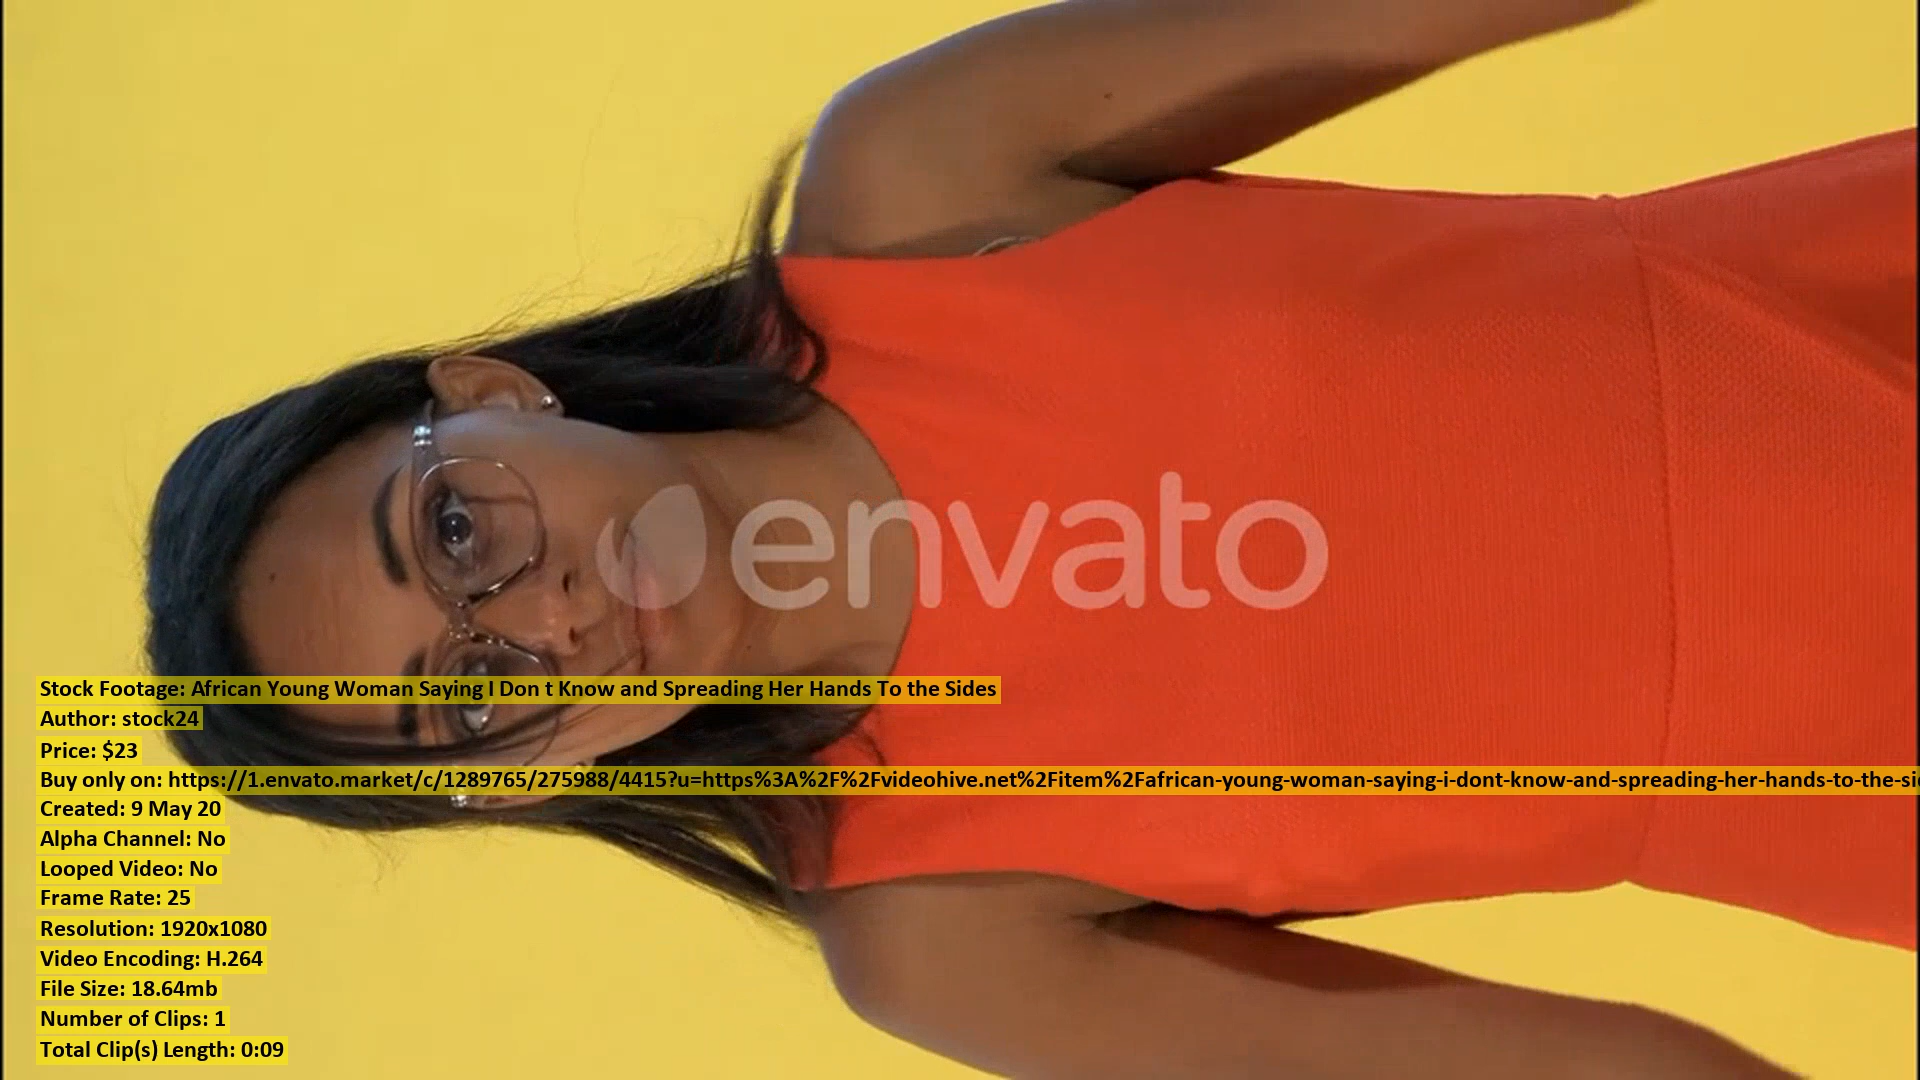 envato
Stock Footage: African Young Woman Saying I Don t Know and Spreading Her Hands To the Sides
Author: stock24
Price: $23
Buy only on: https://1.envato.market/c/1289765/275988/4415?u=https%3A%2F%2Fvideohive.net%2Fitem%2Fafrican-young-woman-saying-i-dont-know-and-spreading-her-hands-to-the-si
Created: 9 May 20
Alpha Channel: No
Looped Video: No
Frame Rate: 25
Resolution: 1920x1080
Video Encoding: H.264
File Size: 18.64mb
Number of Clips: 1
Total Clip(s) Length: 0:09